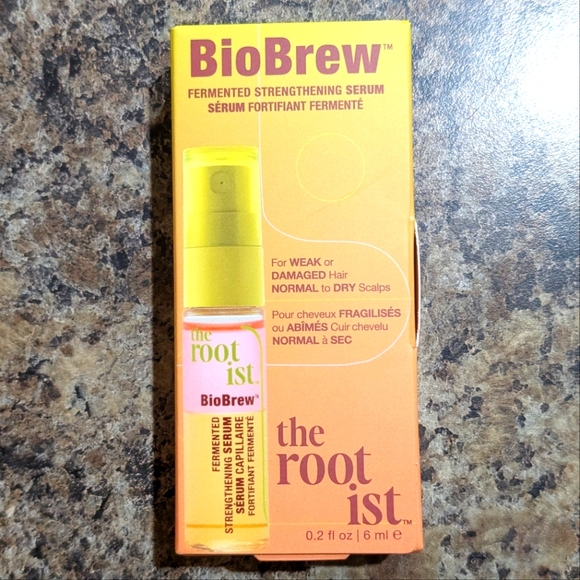 BioBrew™
FERMENTED STRENGTHENING SERUM
SÉRUM FORTIFIANT FERMENTÉ
For WEAK or
DAMAGED Hair
NORMAL to DRY Scalps
Pour cheveux FRAGILISÉS
ou ABÎMÉS Cuir chevelu
NORMAL à SEC
the
root
ist™
BioBrew™
FERMENTED
STRENGTHENING SERUM
SÉRUM CAPILLAIRE
FORTIFIANT FERMENTÉ
the
root
ist™
0.2 fl oz | 6 ml e